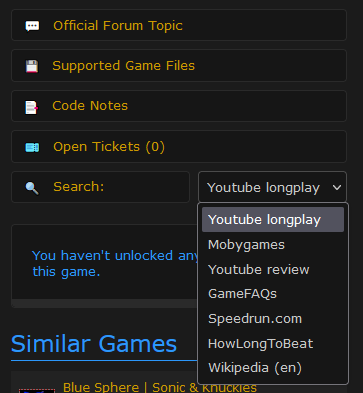 Official Forum Topic
Supported Game Files
Code Notes
Open Tickets (0)
Search:
Youtube longplay
Youtube longplay
Mobygames
Youtube review
GameFAQs
Speedrun.com
HowLongToBeat
Wikipedia (en)
You haven't unlocked any
this game.
Similar Games
Blue Sphere | Sonic & Knuckles